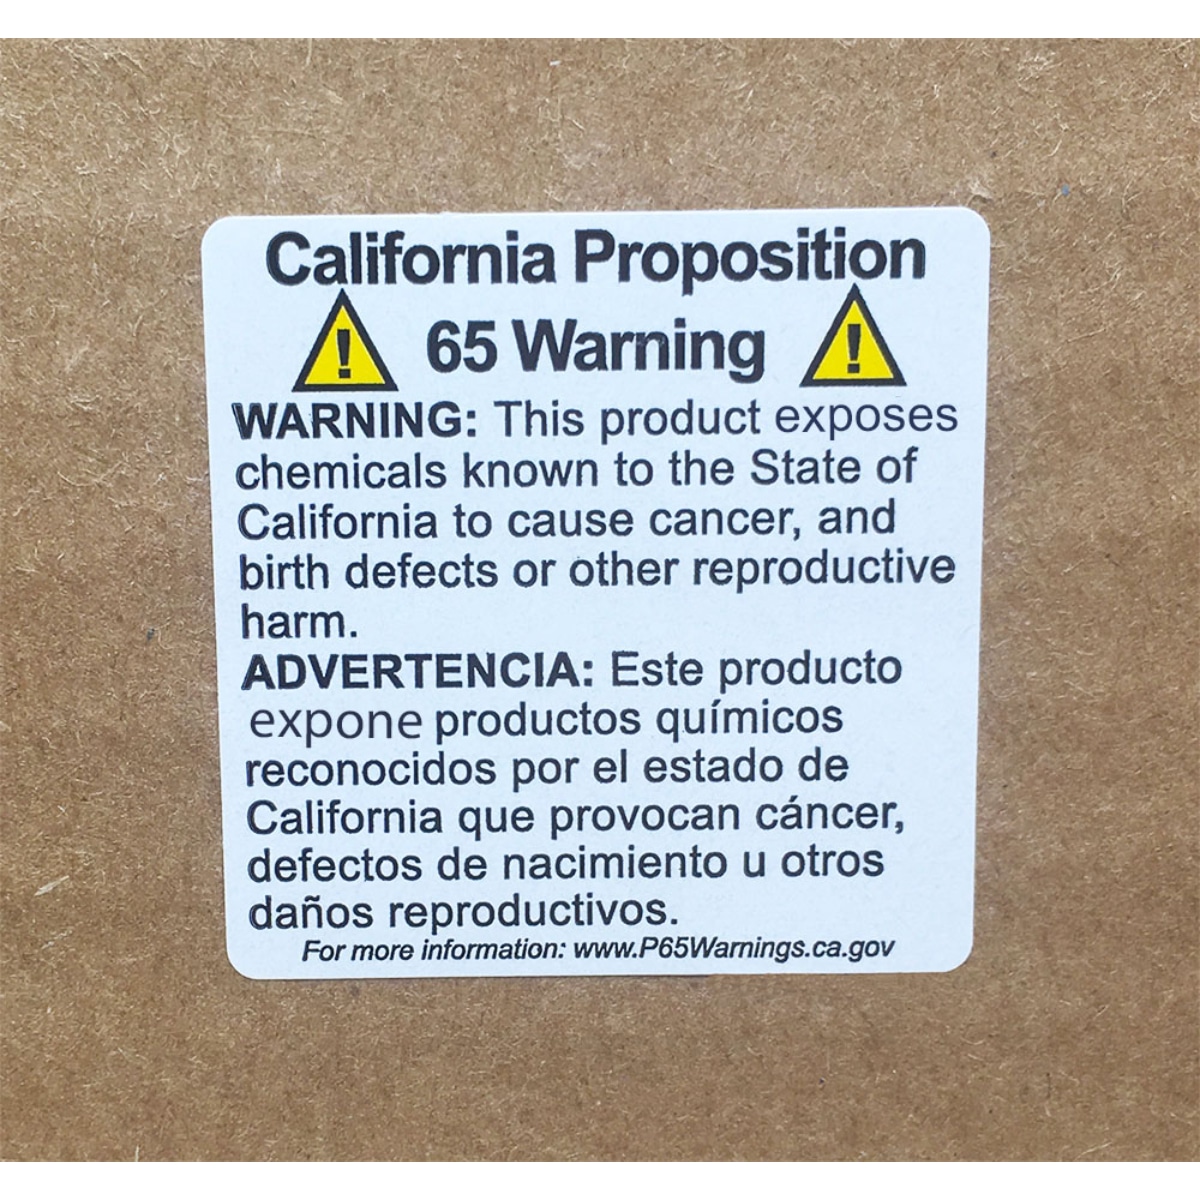 California Proposition
65 Warning
WARNING: This product exposes
chemicals known to the State of
California to cause cancer, and
birth defects or other reproductive
harm.
ADVERTENCIA: Este producto
expone productos químicos
reconocidos por el estado de
California que provocan cáncer,
defectos de nacimiento u otros
daños reproductivos.
For more information: www.P65Warnings.ca.gov